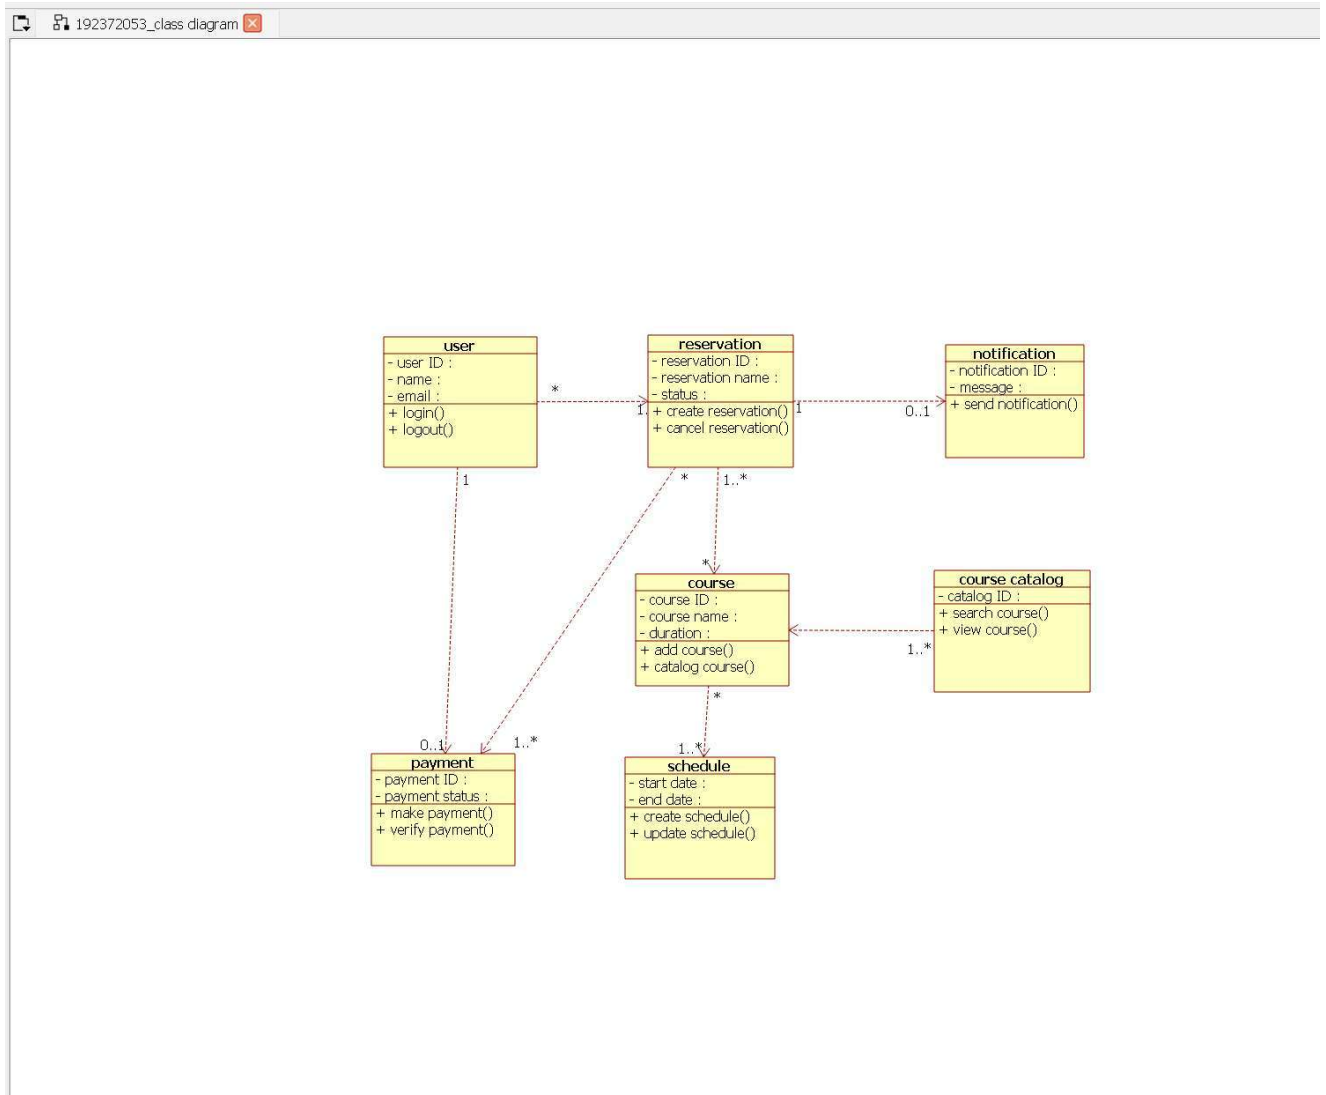 192372053_class diagram
user
- user ID :
- name :
- email :
+ login()
+ logout()
*
1.
reservation
- reservation ID :
- reservation name :
- status :
+ create reservation()
+ cancel reservation()
1
0..1
notification
- notification ID :
- message :
+ send notification()
1
*
1..*
*
course
- course ID :
- course name :
- duration :
+ add course()
+ catalog course()
1..*
course catalog
- catalog ID :
+ search course()
+ view course()
*
0..1
1..*
1..*
payment
- payment ID :
- payment status :
+ make payment()
+ verify payment()
schedule
- start date :
- end date :
+ create schedule()
+ update schedule()